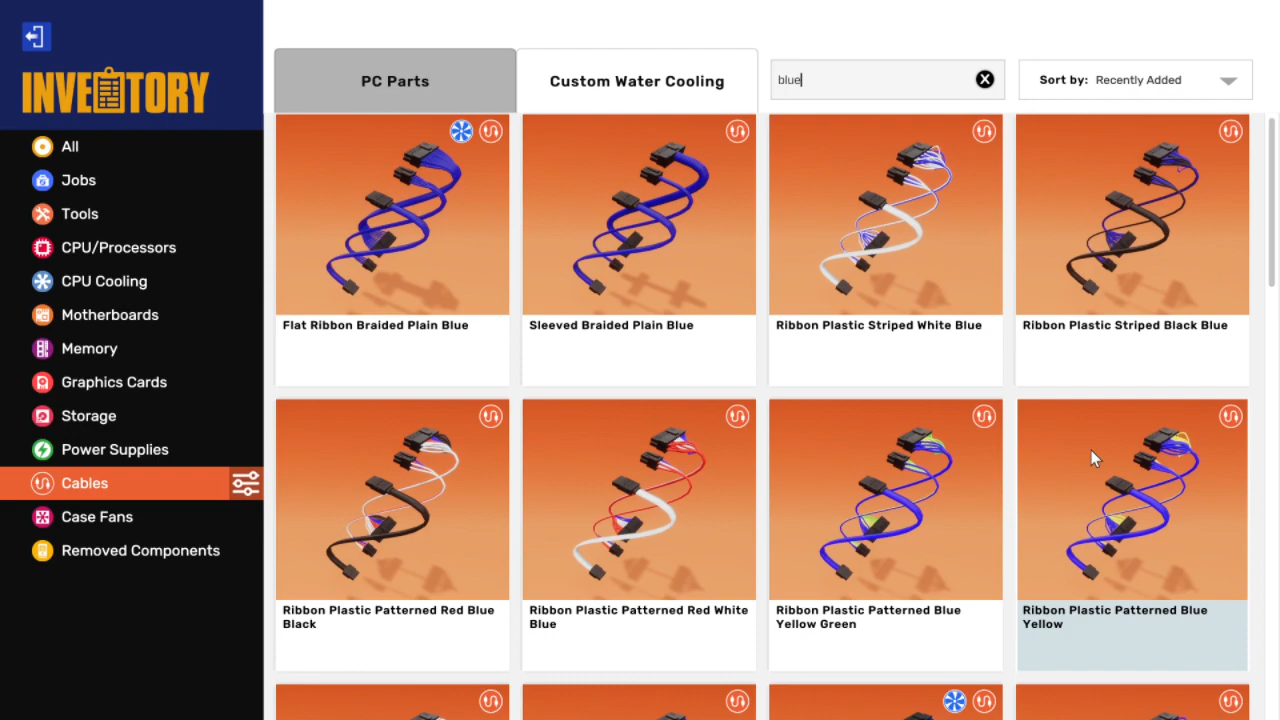 INVENTORY
All
Jobs
Tools
CPU/Processors
CPU Cooling
Motherboards
Memory
Graphics Cards
Storage
Power Supplies
Cables
Case Fans
Removed Components
PC Parts
Custom Water Cooling
blue
Sort by: Recently Added
Flat Ribbon Braided Plain Blue
Sleeved Braided Plain Blue
Ribbon Plastic Striped White Blue
Ribbon Plastic Striped Black Blue
Ribbon Plastic Patterned Red Blue
Black
Ribbon Plastic Patterned Red White
Blue
Ribbon Plastic Patterned Blue
Yellow Green
Ribbon Plastic Patterned Blue
Yellow